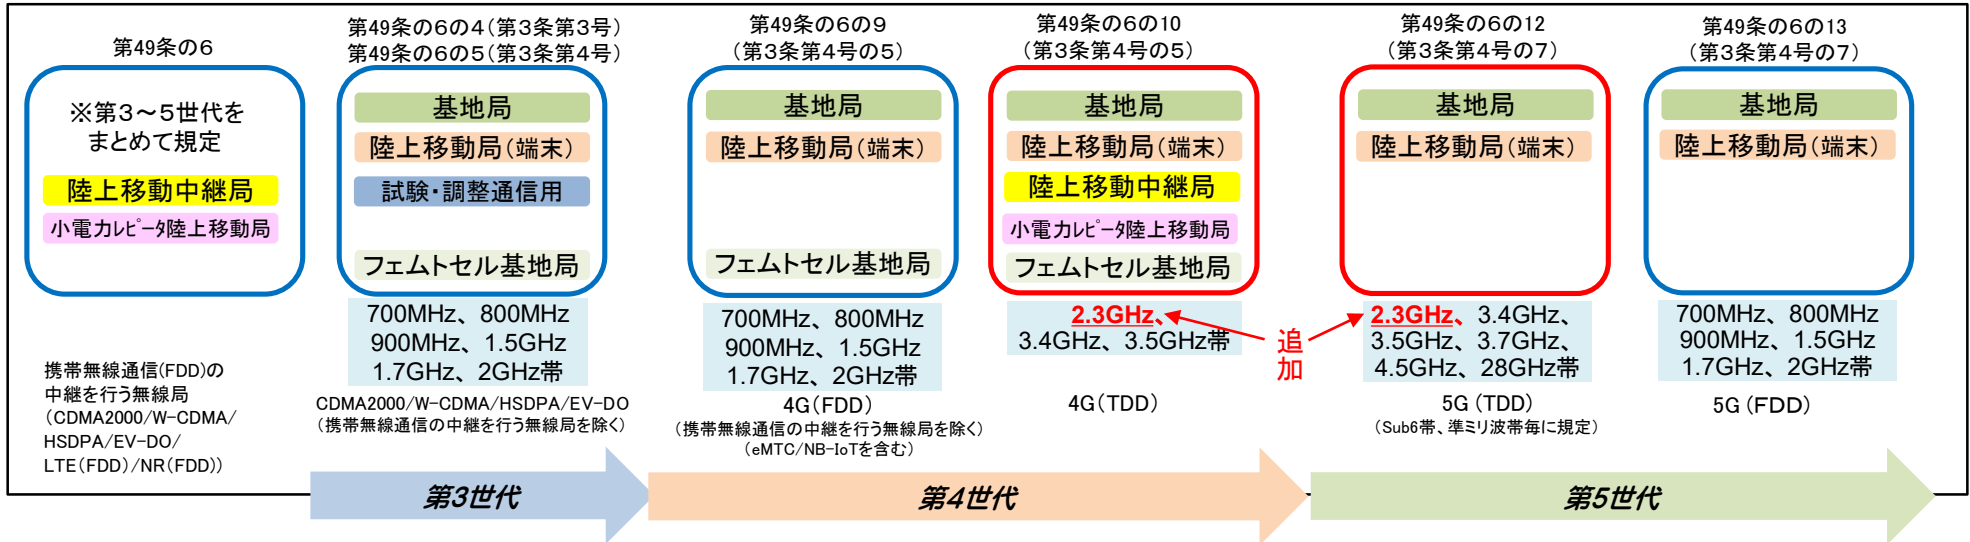 第49条の6
※第3～5世代を
まとめて規定
陸上移動中継局
小電力ﾚﾋﾟｰﾀ陸上移動局
携帯無線通信(FDD)の
中継を行う無線局
(CDMA2000/W-CDMA/
HSDPA/EV-DO/
LTE(FDD)/NR(FDD))
第49条の6の4(第3条第3号)
第49条の6の5(第3条第4号)
基地局
陸上移動局(端末)
試験・調整通信用
フェムトセル基地局
700MHz、800MHz
900MHz、1.5GHz
1.7GHz、2GHz帯
CDMA2000/W-CDMA/HSDPA/EV-DO
(携帯無線通信の中継を行う無線局を除く)
第49条の6の9
(第3条第4号の5)
基地局
陸上移動局(端末)
フェムトセル基地局
700MHz、800MHz
900MHz、1.5GHz
1.7GHz、2GHz帯
4G(FDD)
(携帯無線通信の中継を行う無線局を除く)
(eMTC/NB-IoTを含む)
第49条の6の10
(第3条第4号の5)
基地局
陸上移動局(端末)
陸上移動中継局
小電力ﾚﾋﾟｰﾀ陸上移動局
フェムトセル基地局
2.3GHz、
3.4GHz、3.5GHz帯
4G(TDD)
追
加
第49条の6の12
(第3条第4号の7)
基地局
陸上移動局(端末)
2.3GHz、3.4GHz、
3.5GHz、3.7GHz、
4.5GHz、28GHz帯
5G(TDD)
(Sub6帯、準ミリ波帯毎に規定)
第49条の6の13
(第3条第4号の7)
基地局
陸上移動局(端末)
700MHz、800MHz
900MHz、1.5GHz
1.7GHz、2GHz帯
5G(FDD)
第3世代
第4世代
第5世代